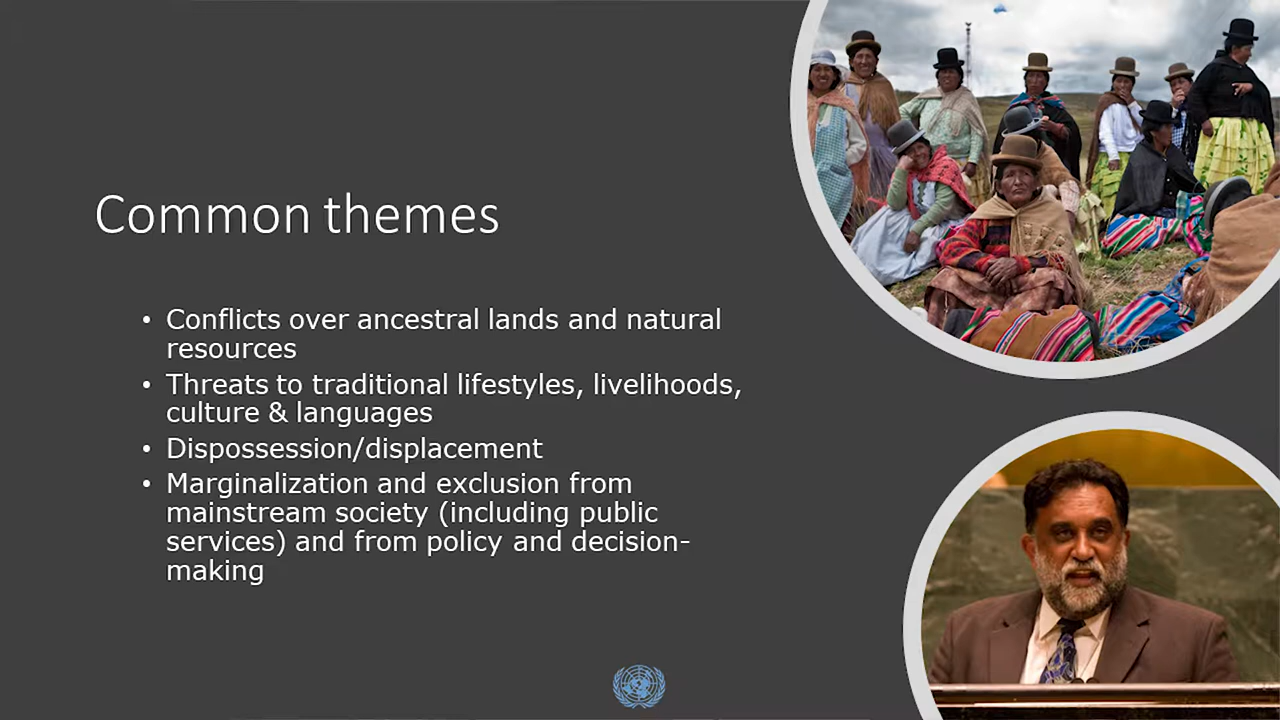 Common themes
• Conflicts over ancestral lands and natural
resources
• Threats to traditional lifestyles, livelihoods,
culture & languages
• Dispossession/displacement
• Marginalization and exclusion from
mainstream society (including public
services) and from policy and decision-
making